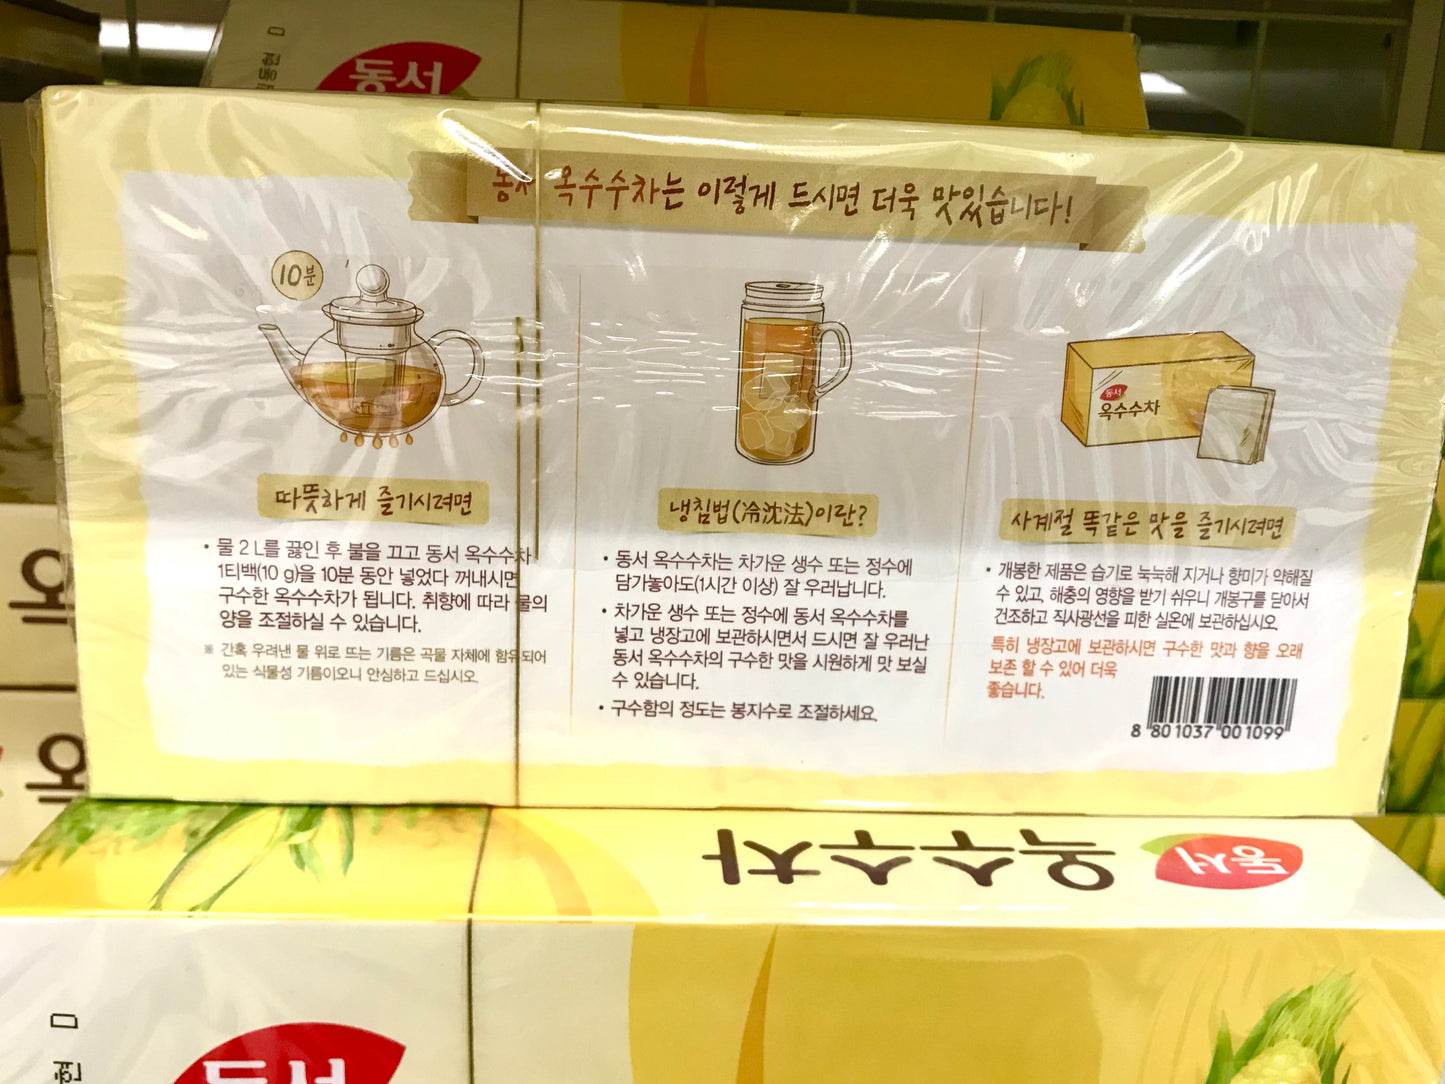 동서
동서 옥수수차는 이렇게 드시면 더욱 맛있습니다!
10분
따뜻하게 즐기시려면
• 물 2L를 끓인 후 불을 끄고 동서 옥수수차
1티백(10 g)을 10분 동안 넣었다 꺼내시면
구수한 옥수수차가 됩니다. 취향에 따라 물의
양을 조절하실 수 있습니다.
※ 간혹 우려낸 물 위로 뜨는 기름은 곡물 자체에 함유되어
있는 식물성 기름이오니 안심하고 드십시오.
냉침법(冷沈法)이란?
• 동서 옥수수차는 차가운 생수 또는 정수에
담가놓아도(1시간 이상) 잘 우러납니다.
• 차가운 생수 또는 정수에 동서 옥수수차를
넣고 냉장고에 보관하시면서 드시면 잘 우러난
동서 옥수수차의 구수한 맛을 시원하게 맛 보실
수 있습니다.
• 구수함의 정도는 봉지수로 조절하세요.
동서
옥수수차
사계절 똑같은 맛을 즐기시려면
• 개봉한 제품은 습기로 눅눅해 지거나 향미가 약해질
수 있고, 해충의 영향을 받기 쉬우니 개봉구를 닫아서
건조하고 직사광선을 피한 실온에 보관하십시오.
특히 냉장고에 보관하시면 구수한 맛과 향을 오래
보존 할 수 있어 더욱
좋습니다.
8 801037 001099
옥
옥
동서 옥수수차
동서